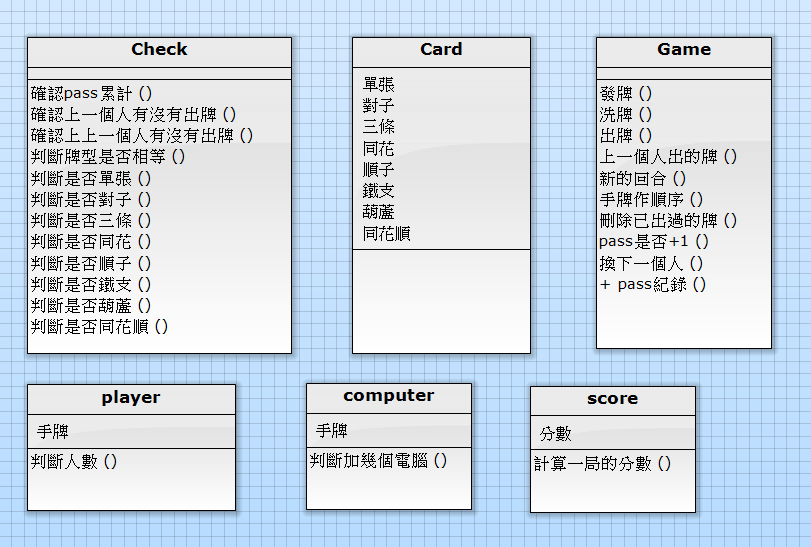 Check
確認pass累計 ()
確認上一個人有沒有出牌 ()
確認上上一個人有沒有出牌 ()
判斷牌型是否相等 ()
判斷是否單張 ()
判斷是否對子 ()
判斷是否三條 ()
判斷是否同花 ()
判斷是否順子 ()
判斷是否鐵支 ()
判斷是否葫蘆 ()
判斷是否同花順 ()
Card
單張
對子
三條
同花
順子
鐵支
葫蘆
同花順
Game
發牌 ()
洗牌 ()
出牌 ()
上一個人出的牌 ()
新的回合 ()
手牌作順序 ()
刪除已出過的牌 ()
pass是否+1 ()
換下一個人 ()
+ pass紀錄 ()
player
手牌
判斷人數 ()
computer
手牌
判斷加幾個電腦 ()
score
分數
計算一局的分數 ()